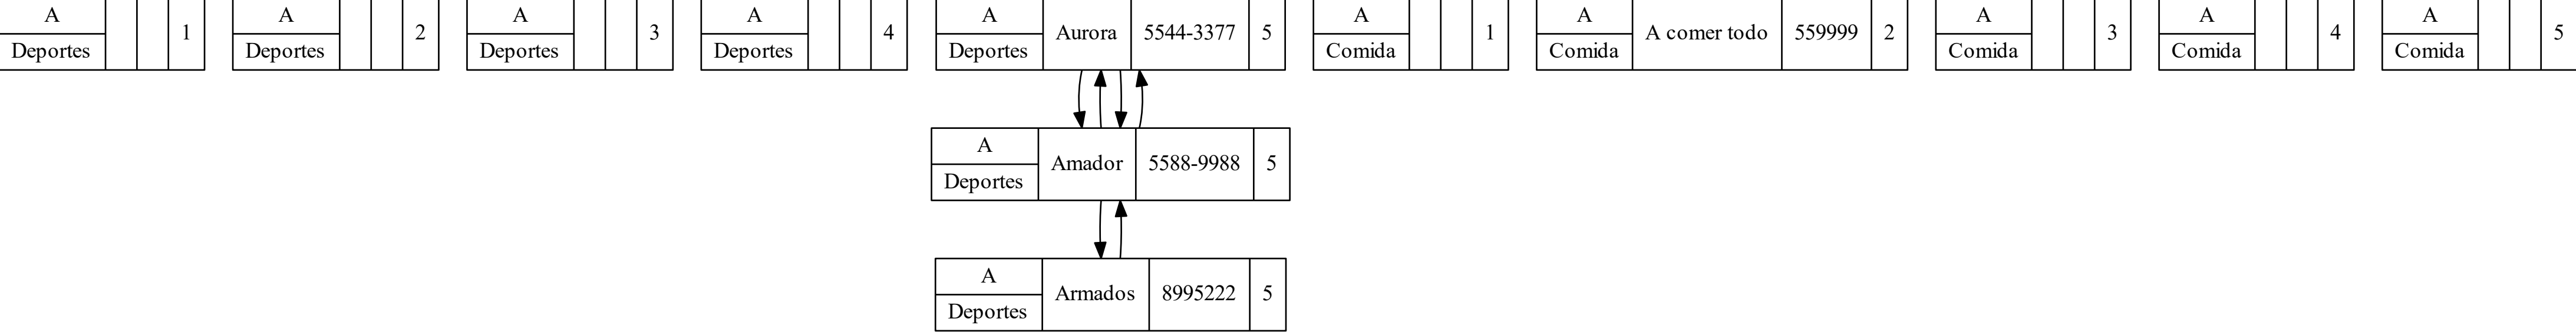 A
Deportes
1
A
Deportes
2
A
Deportes
3
A
Deportes
4
A
Deportes
Aurora
5544-3377
5
A
Comida
1
A
Comida
A comer todo
559999
2
A
Comida
3
A
Comida
4
A
Comida
5
A
Deportes
Amador
5588-9988
5
A
Deportes
Armados
8995222
5